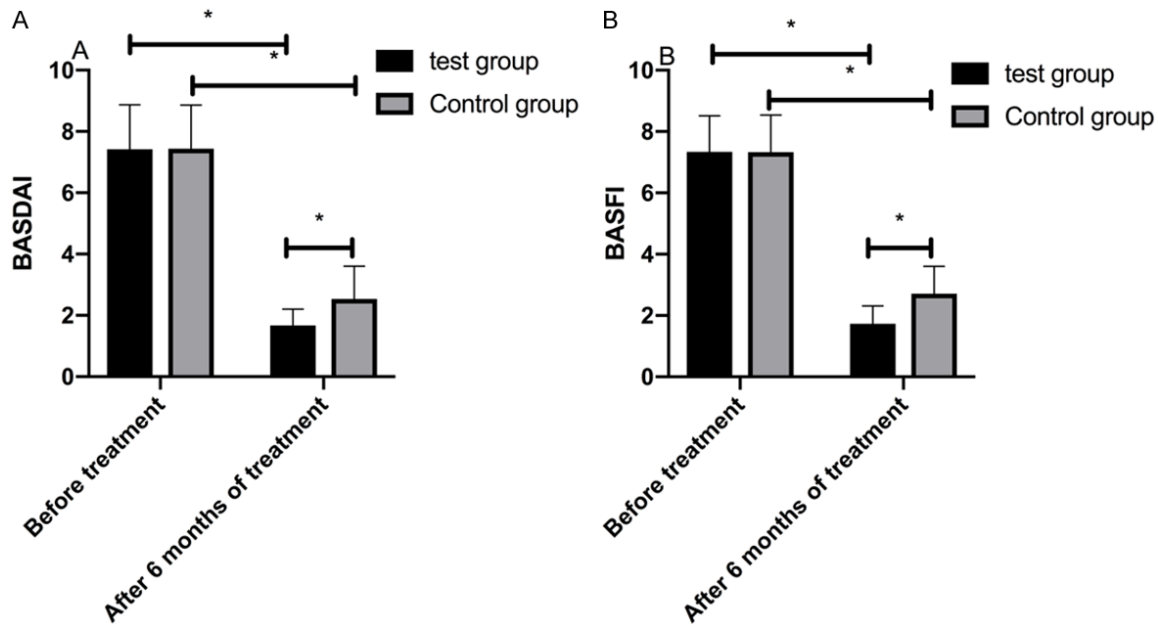 A
*
A
*
test group
Control group
10
8
6
4
2
0
BASDAI
*
Before treatment
After 6 months of treatment
B
*
B
*
test group
Control group
10
8
6
4
2
0
BASFI
*
Before treatment
After 6 months of treatment